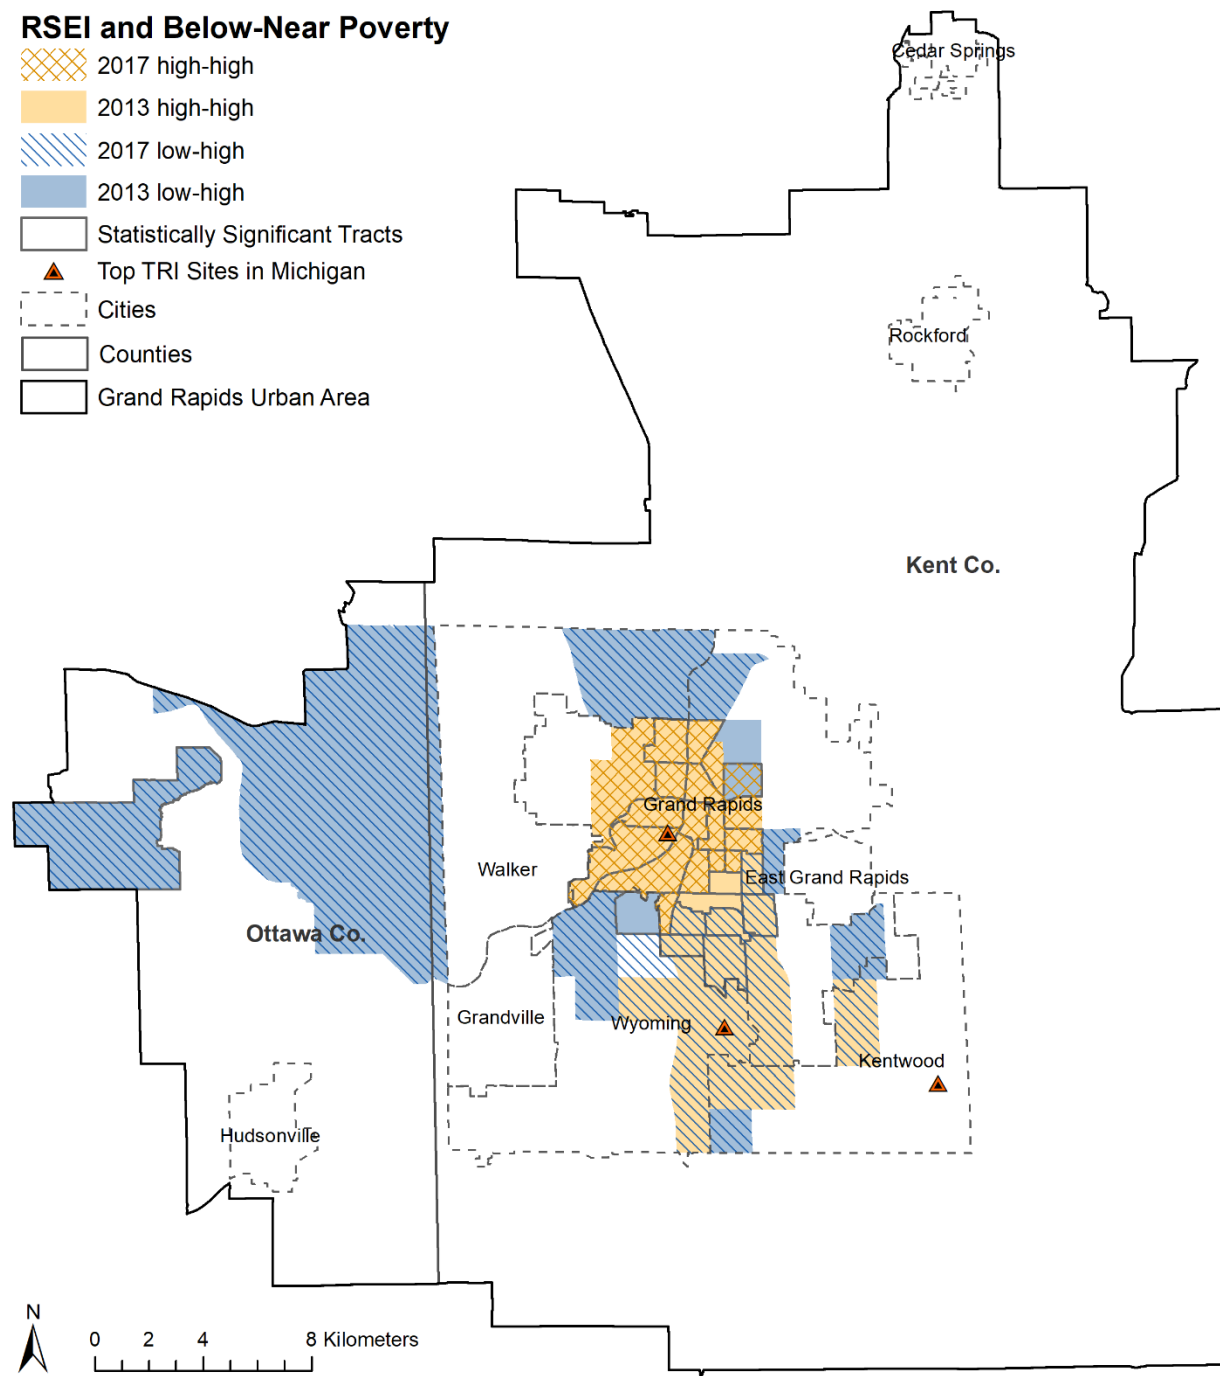 RSEI and Below-Near Poverty
2017 high-high
2013 high-high
2017 low-high
2013 low-high
Statistically Significant Tracts
Top TRI Sites in Michigan
Cities
Counties
Grand Rapids Urban Area
Cedar Springs
Rockford
Kent Co.
Grand Rapids
Walker
East Grand Rapids
Ottawa Co.
Grandville
Wyoming
Kentwood
Hudsonville
N
0 2 4 8 Kilometers